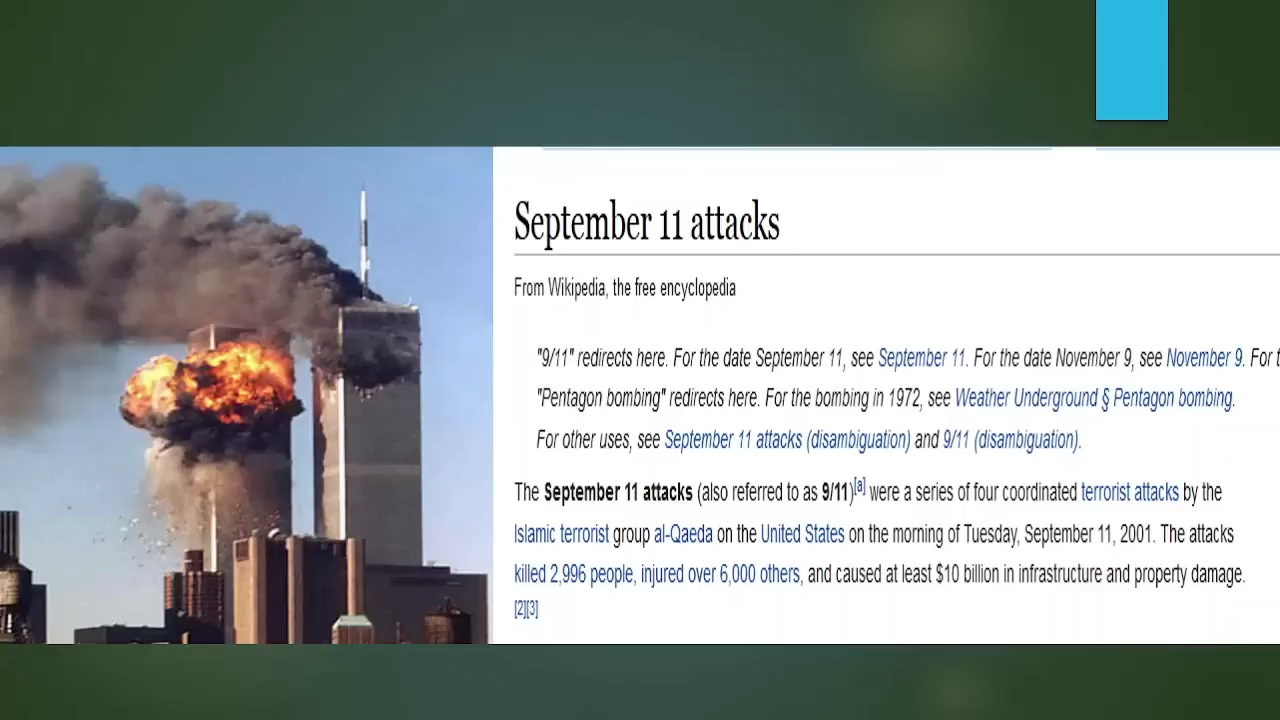 September 11 attacks
From Wikipedia, the free encyclopedia
"9/11" redirects here. For the date September 11, see September 11. For the date November 9, see November 9. For t
"Pentagon bombing" redirects here. For the bombing in 1972, see Weather Underground § Pentagon bombing.
For other uses, see September 11 attacks (disambiguation) and 9/11 (disambiguation).
The September 11 attacks (also referred to as 9/11)[a] were a series of four coordinated terrorist attacks by the
Islamic terrorist group al-Qaeda on the United States on the morning of Tuesday, September 11, 2001. The attacks
killed 2,996 people, injured over 6,000 others, and caused at least $10 billion in infrastructure and property damage.
[2][3]